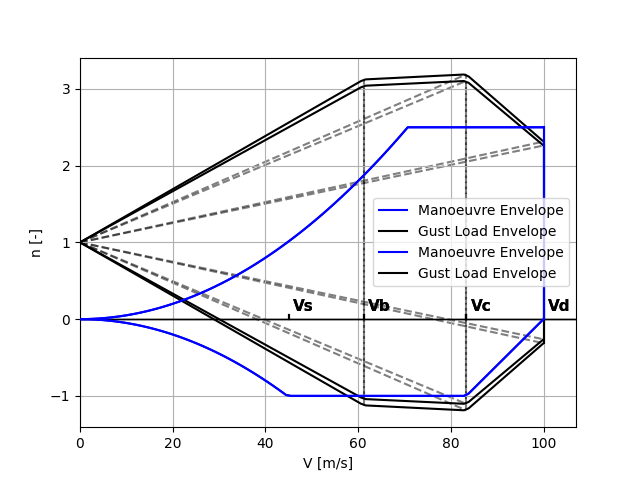 3
2
1
0
−1
n [-]
Manoeuvre Envelope
Gust Load Envelope
Manoeuvre Envelope
Gust Load Envelope
Vs Vb Vc Vd
0 20 40 60 80 100
V [m/s]